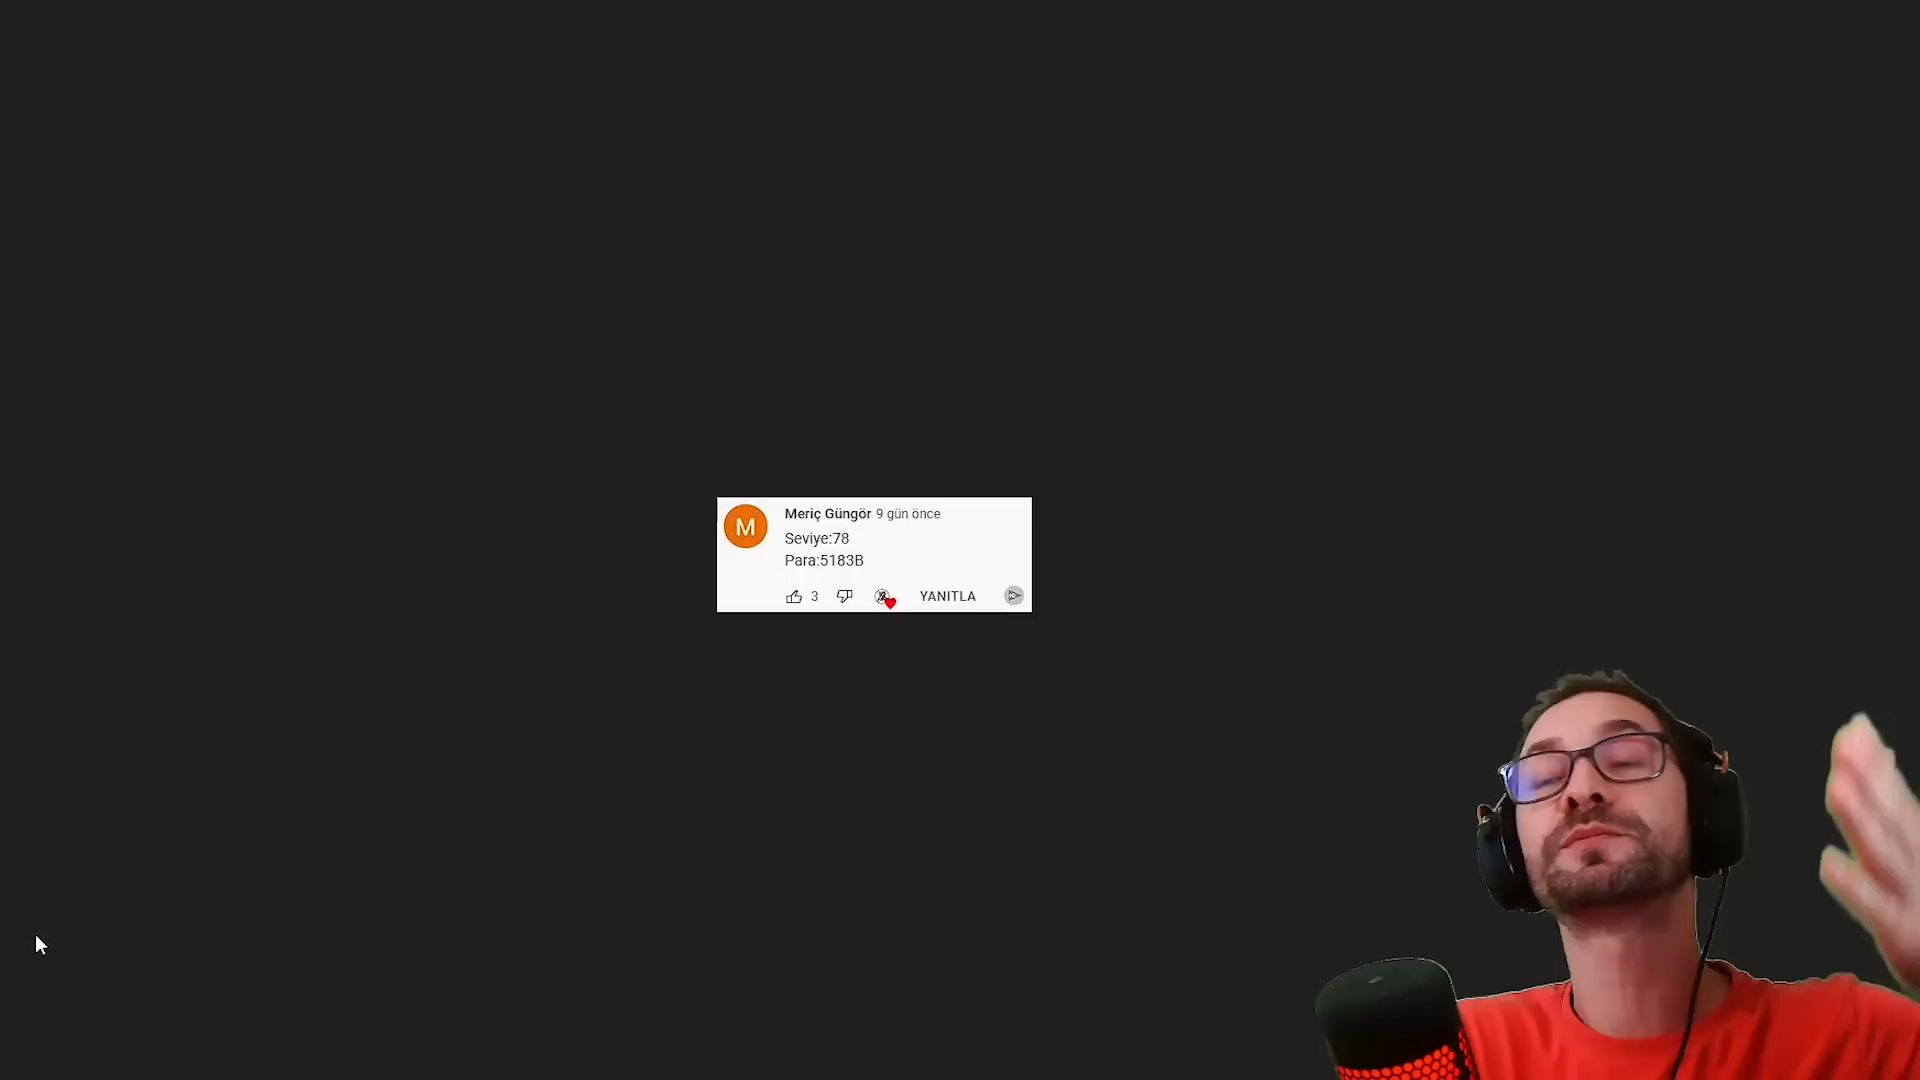 M
Meriç Güngör 9 gün önce
Seviye:78
Para:5183B
3 YANITLA